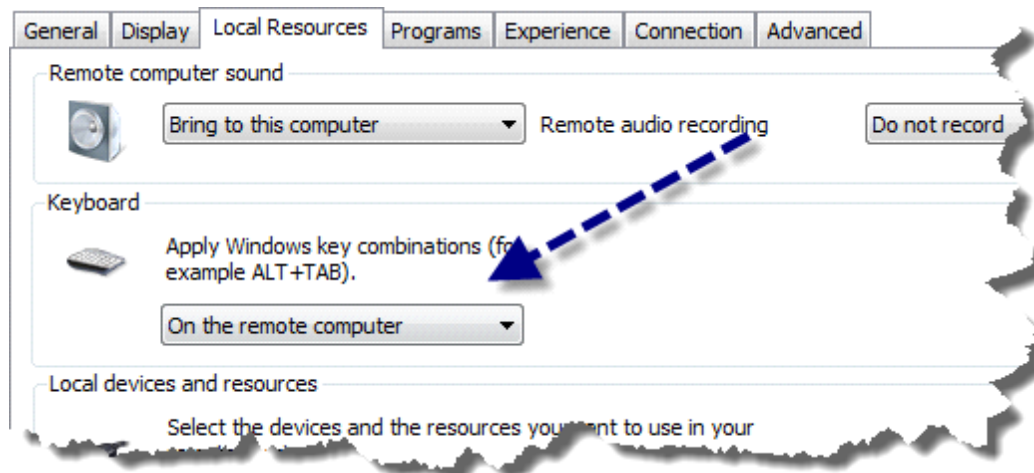 General Display Local Resources Programs Experience Connection Advanced
Remote computer sound
Bring to this computer Remote audio recording Do not record
Keyboard
Apply Windows key combinations (fo
example ALT+TAB).
On the remote computer
Local devices and resources
Select the devices and the resources you want to use in your